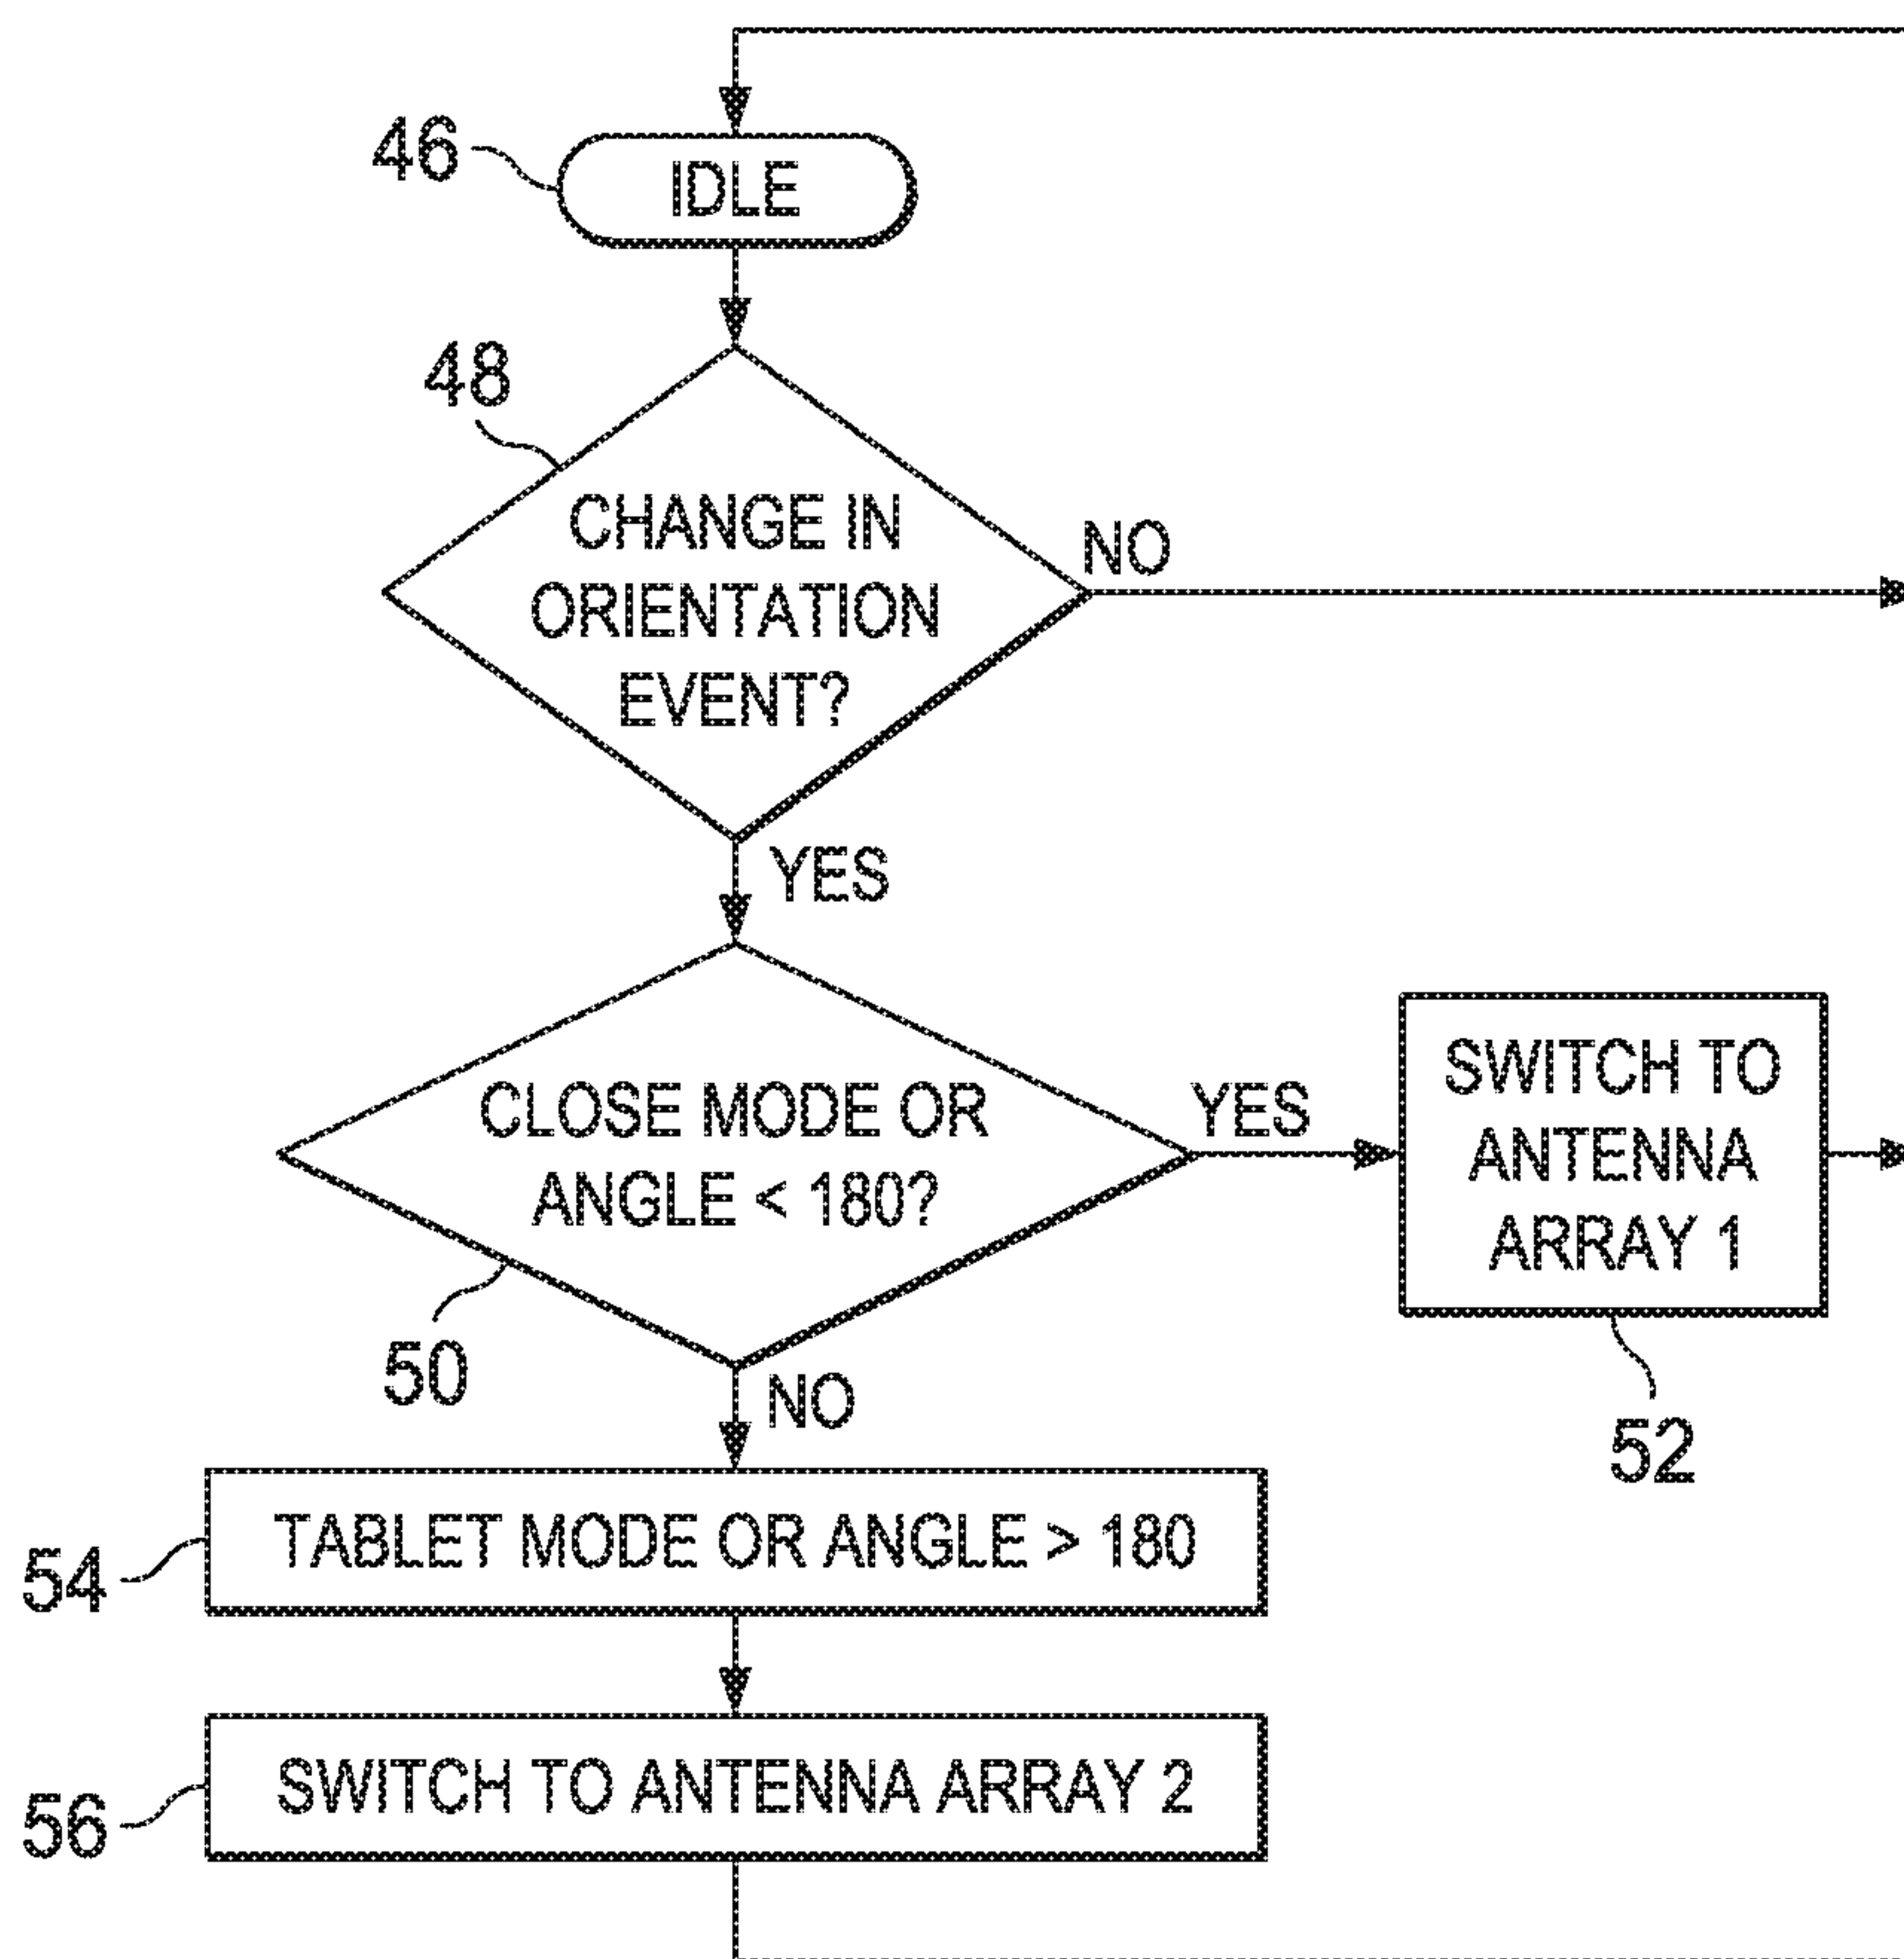 46
IDLE
48
CHANGE IN
ORIENTATION
EVENT?
NO
YES
CLOSE MODE OR
ANGLE < 180?
YES
SWITCH TO
ANTENNA
ARRAY 1
50
NO
52
TABLET MODE OR ANGLE > 180
54
SWITCH TO ANTENNA ARRAY 2
56